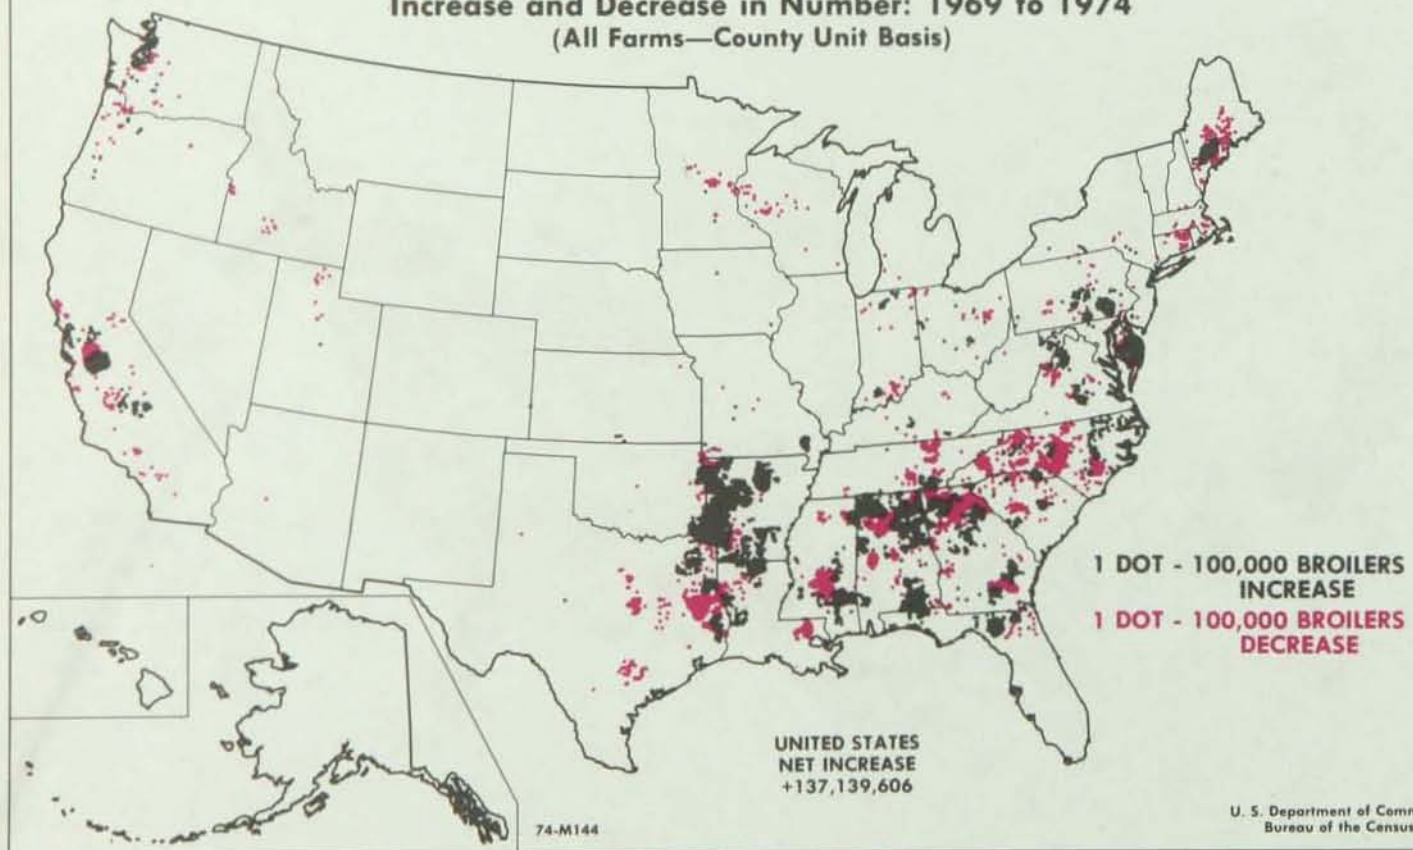 Increase and Decrease in Number: 1969 to 1974
(All Farms—County Unit Basis)
1 DOT - 100,000 BROILERS
INCREASE
1 DOT - 100,000 BROILERS
DECREASE
UNITED STATES
NET INCREASE
+137,139,606
74-M144
U. S. Department of Comm
Bureau of the Census